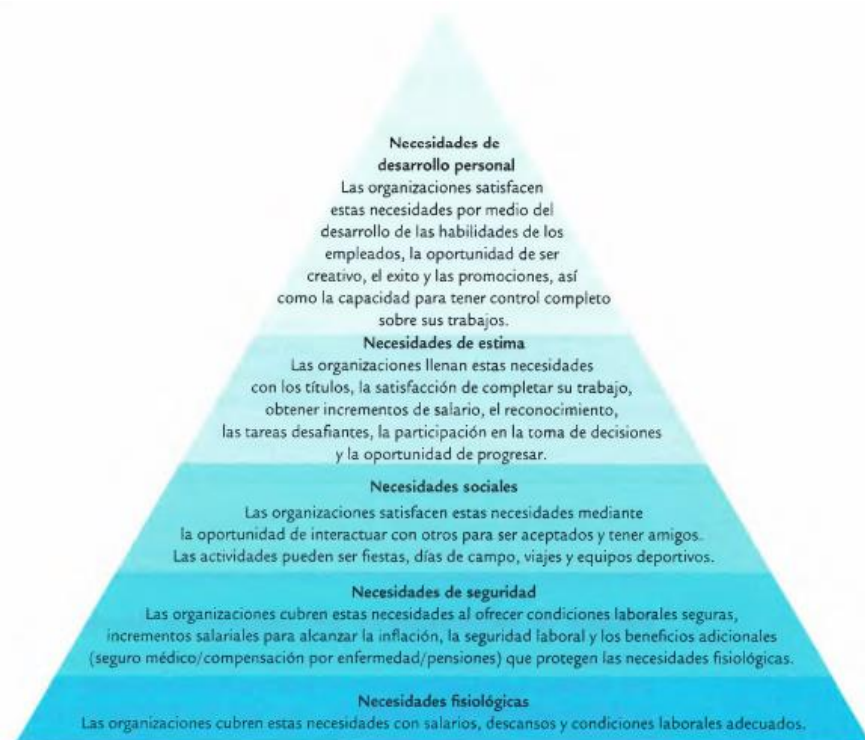 Necesidades de
desarrollo personal
Las organizaciones satisfacen
estas necesidades por medio del
desarrollo de las habilidades de los
empleados, la oportunidad de ser
creativo, el exito y las promociones, así
como la capacidad para tener control completo
sobre sus trabajos.
Necesidades de estima
Las organizaciones llenan estas necesidades
con los títulos, la satisfacción de completar su trabajo,
obtener incrementos de salario, el reconocimiento,
las tareas desafiantes, la participación en la toma de decisiones
y la oportunidad de progresar.
Necesidades sociales
Las organizaciones satisfacen estas necesidades mediante
la oportunidad de interactuar con otros para ser aceptados y tener amigos.
Las actividades pueden ser fiestas, días de campo, viajes y equipos deportivos.
Necesidades de seguridad
Las organizaciones cubren estas necesidades al ofrecer condiciones laborales seguras,
incrementos salariales para alcanzar la inflación, la seguridad laboral y los beneficios adicionales
(seguro médico/compensación por enfermedad/pensiones) que protegen las necesidades fisiológicas.
Necesidades fisiológicas
Las organizaciones cubren estas necesidades con salarios, descansos y condiciones laborales adecuados.